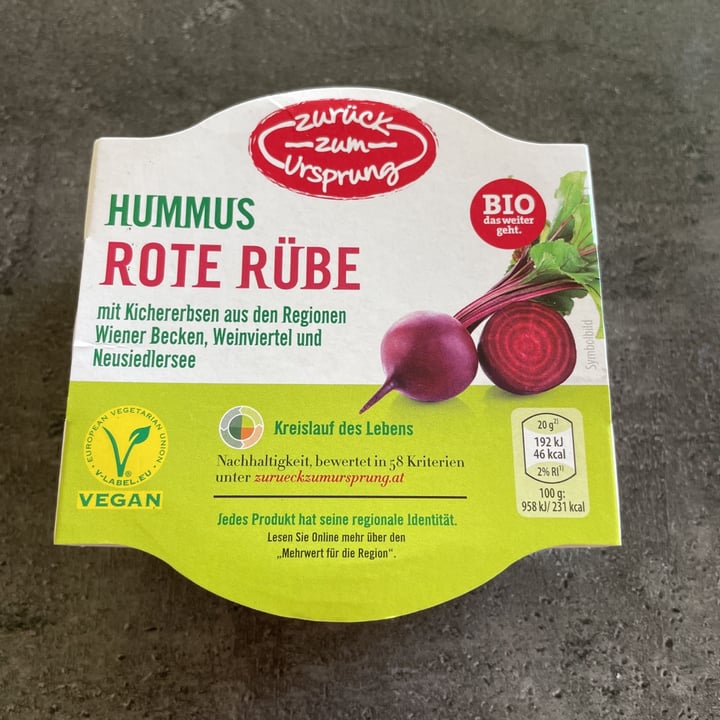 zurück
zum
Ursprung
HUMMUS
ROTE RÜBE
BIO
das weiter
geht.
mit Kichererbsen aus den Regionen
Wiener Becken, Weinviertel und
Neusiedlersee
Symbolbild
EUROPEAN VEGETARIAN UNION
V-LABEL.EU
®
VEGAN
Kreislauf des Lebens
Nachhaltigkeit, bewertet in 58 Kriterien
unter zurueckzumursprung.at
Jedes Produkt hat seine regionale Identität.
Lesen Sie Online mehr über den
„Mehrwert für die Region“.
20 g²⁾
192 kJ
46 kcal
2% RI¹⁾
100 g:
958 kJ/ 231 kcal